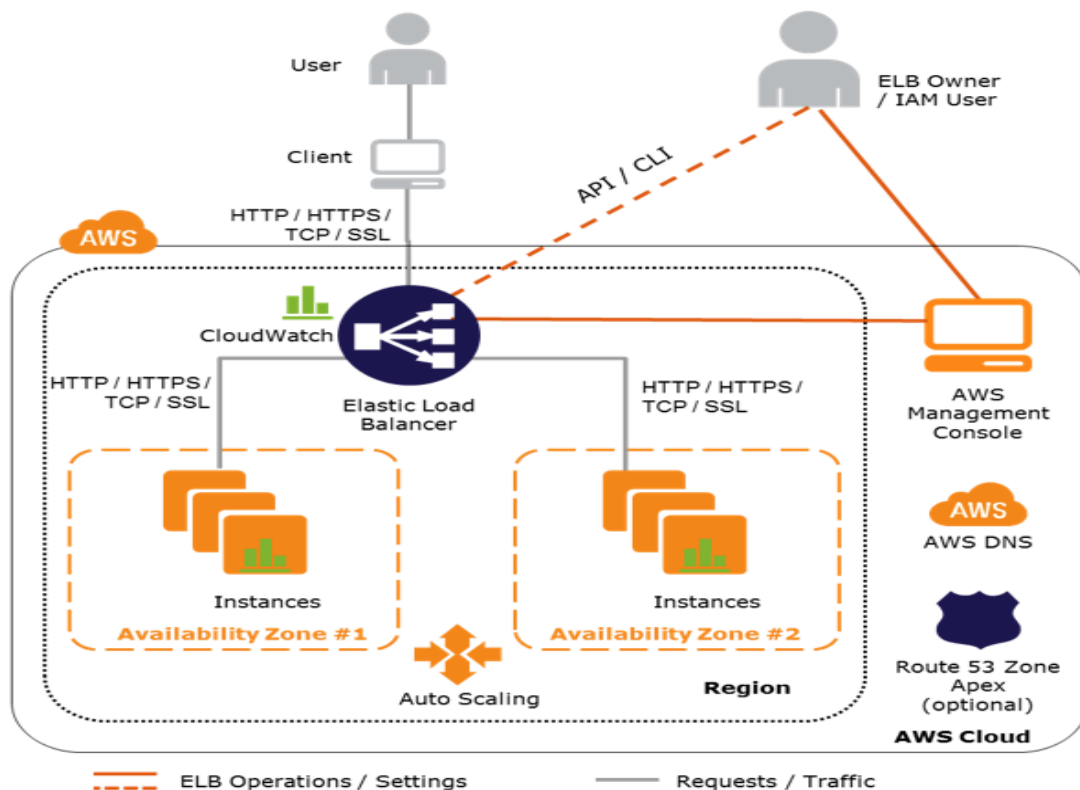 User
ELB Owner
/ IAM User
Client
API / CLI
HTTP / HTTPS /
TCP / SSL
AWS
CloudWatch
HTTP / HTTPS /
TCP / SSL
Elastic Load
Balancer
HTTP / HTTPS /
TCP / SSL
AWS
Management
Console
AWS
AWS DNS
Instances
Availability Zone #1
Instances
Availability Zone #2
Auto Scaling
Region
Route 53 Zone
Apex
(optional)
AWS Cloud
ELB Operations / Settings
Requests / Traffic